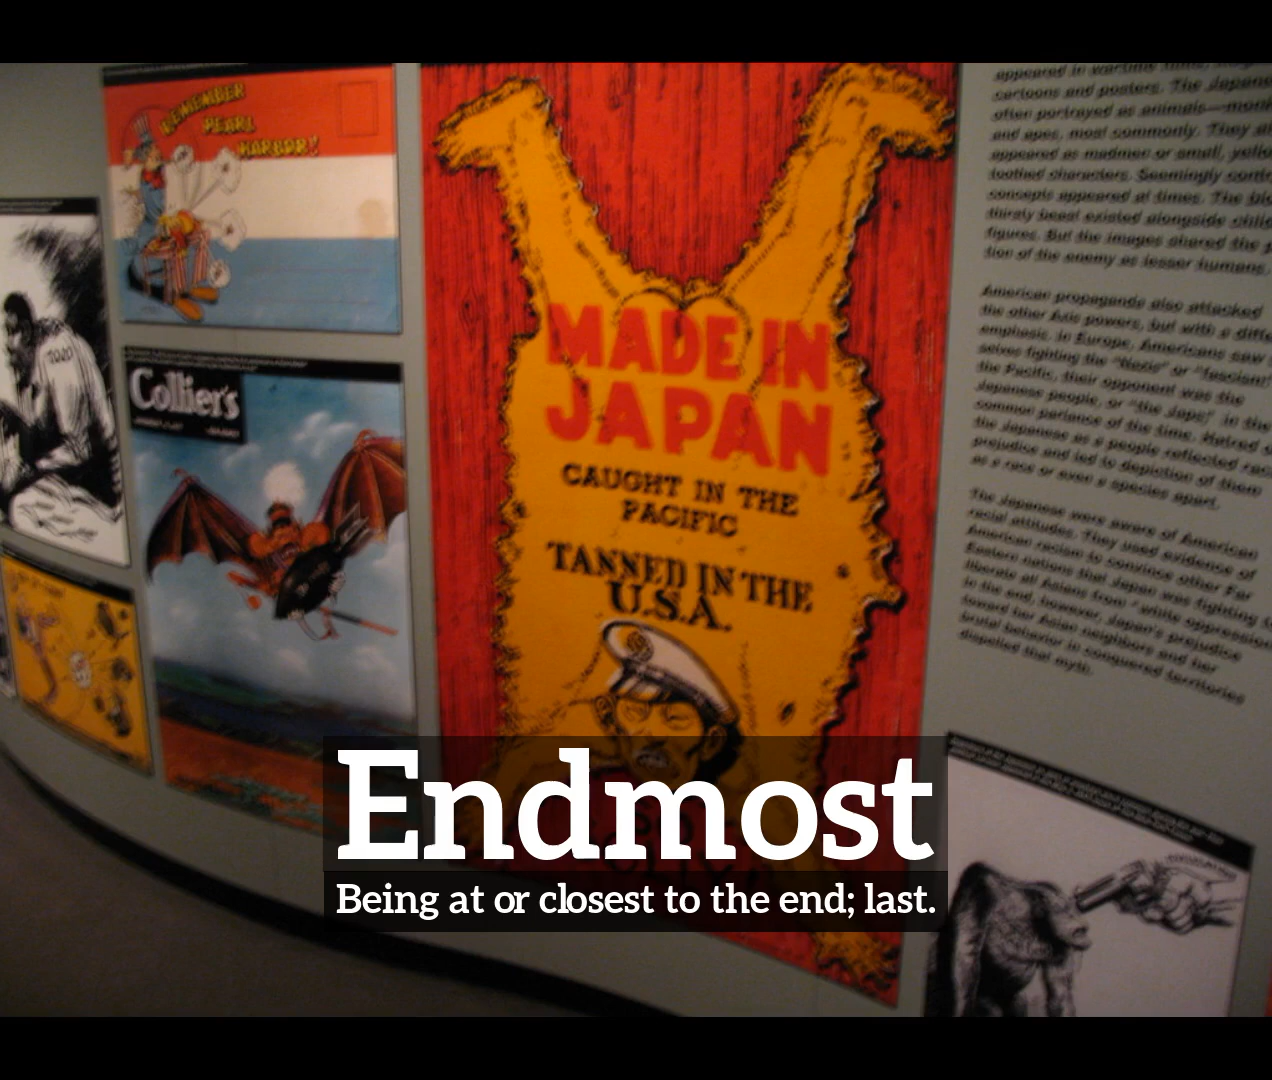 REMEMBER
PEARL
HARBOR!
TOJO
Collier's
MADE IN
JAPAN
CAUGHT IN THE
PACIFIC
TANNED IN THE
U.S.A.
appeared in wartime
cartoons and posters. The Japanese
often portrayed as animals—monk
and apes, most commonly. They al
appeared as madmen or small, yello
toothed characters. Seemingly contr
concepts appeared at times. The blo
thirsty beast existed alongside childl
figures. But the images shared the
tion of the enemy as lesser humans.
American propaganda also attacked
the other Axis powers, but with a diffe
emphasis. In Europe, Americans saw
selves fighting the "Nazis" or "fascism."
the Pacific, their opponent was the
Japanese people, or "the Japs" in the
common parlance of the time. Hatred o
the Japanese as a people reflected rac
prejudice and led to depiction of them
as a race or even a species apart.
The Japanese were aware of American
racial attitudes. They used evidence of
American racism to convince other Far
Eastern nations that Japan was fighting to
liberate all Asians from "white oppression
In the end, however, Japan's prejudice
toward her Asian neighbors and her
brutal behavior in conquered territories
dispelled that myth.
Endmost
Being at or closest to the end; last.